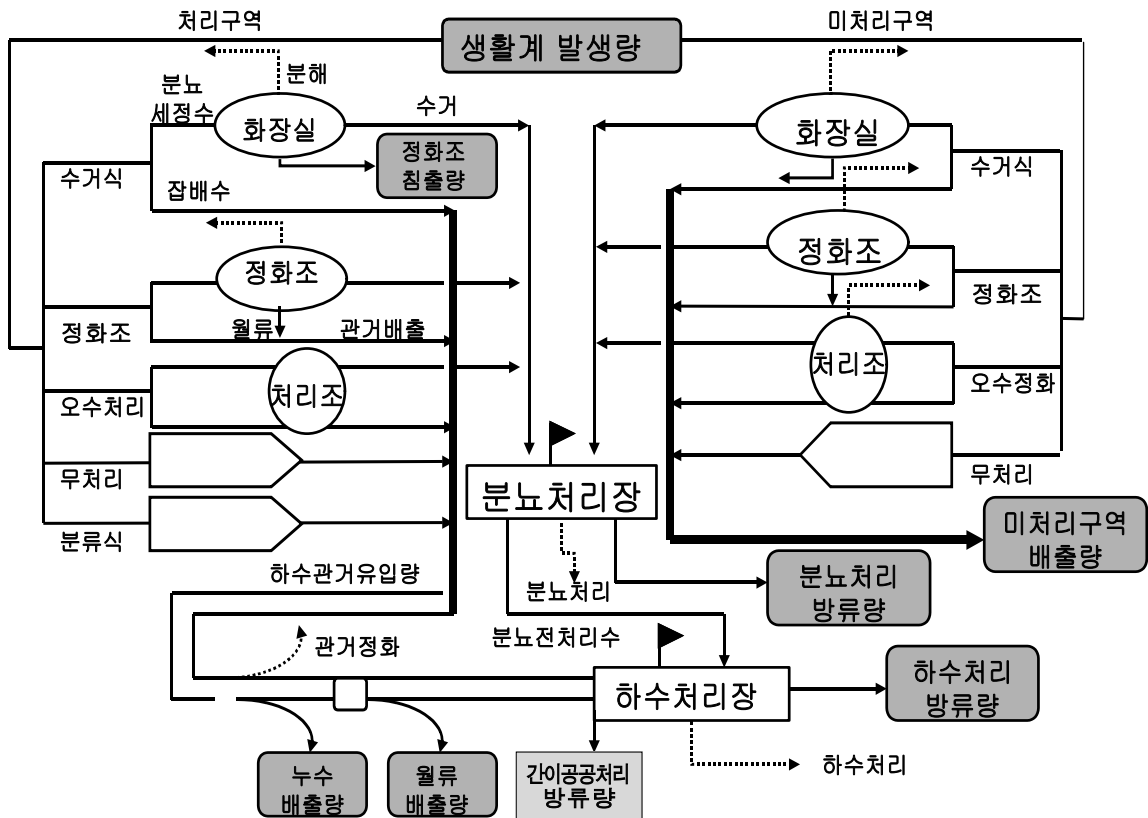 처리구역
미처리구역
생활계 발생량
분해
분뇨
세정수
화장실
수거
정화조
침출량
수거식
잡배수
정화조
월류
관거배출
정화조
처리조
오수처리
무처리
분류식
하수관거유입량
관거정화
화장실
수거식
정화조
정화조
처리조
오수정화
무처리
분뇨처리장
분뇨처리
분뇨전처리수
미처리구역
배출량
분뇨처리
방류량
하수처리장
하수처리
방류량
하수처리
누수
배출량
월류
배출량
간이공공처리
방류량